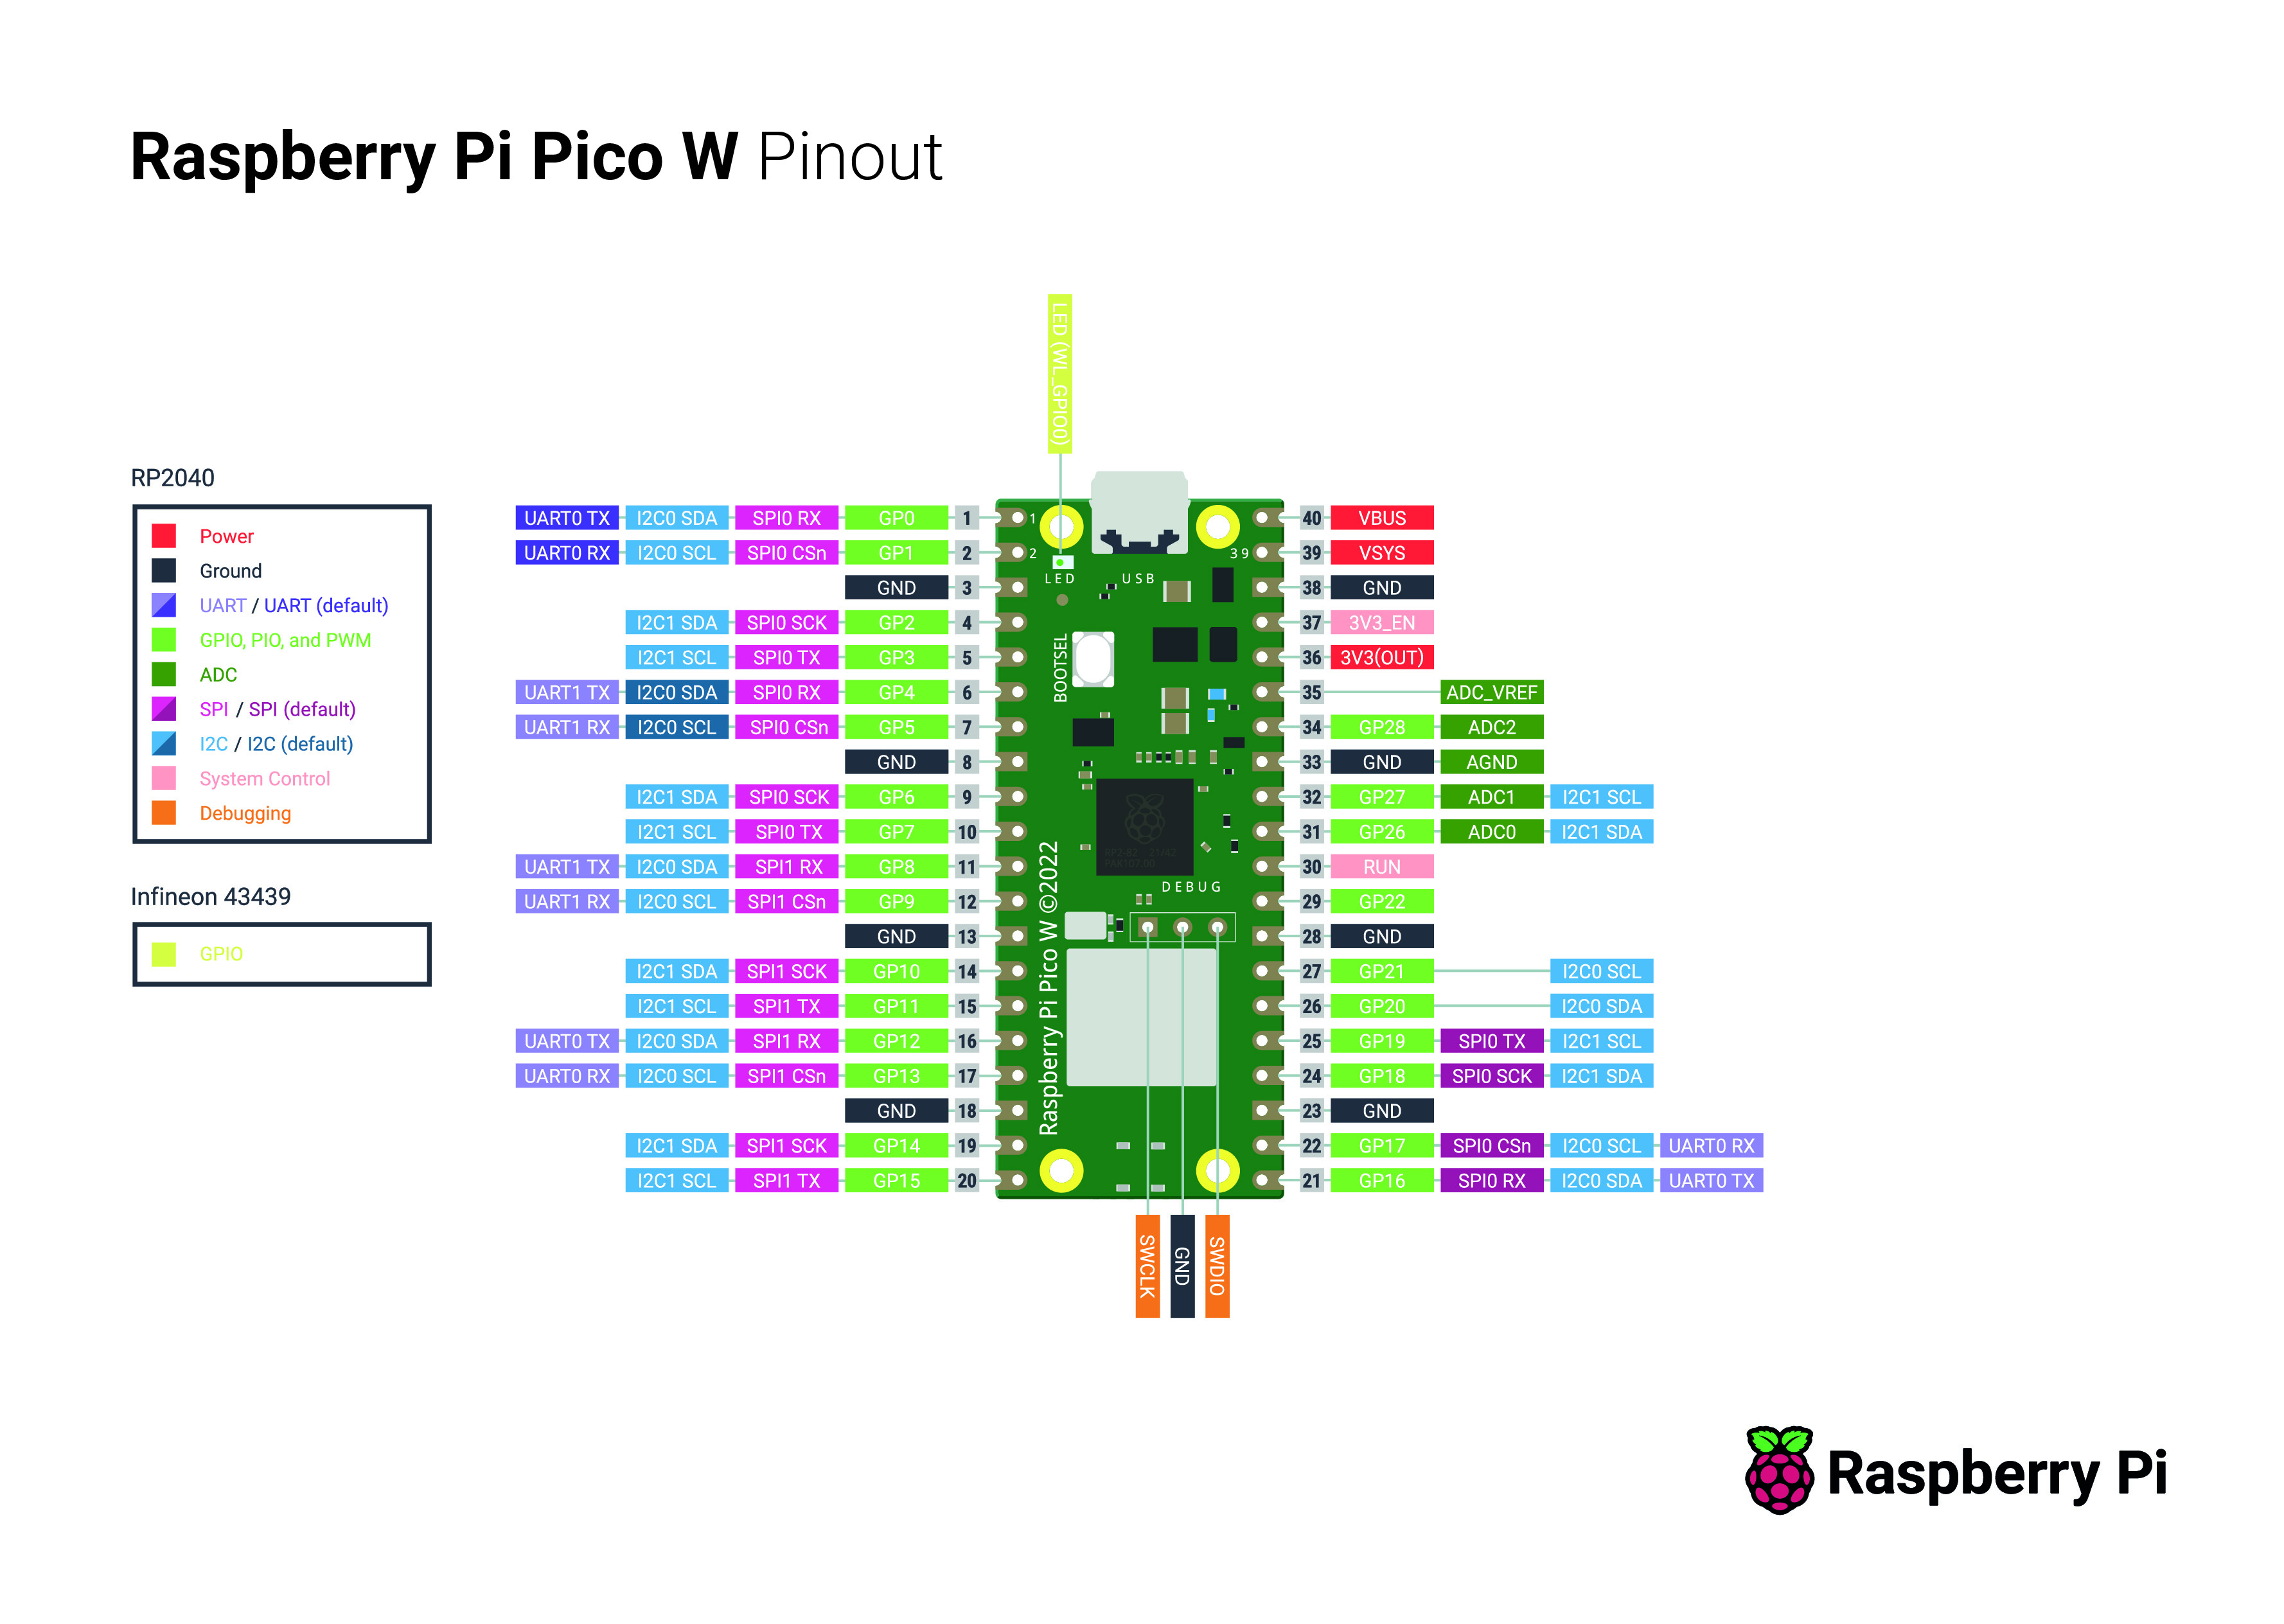 Raspberry Pi Pico W Pinout
LED (WL_GPIO0)
RP2040
Power
Ground
UART / UART (default)
GPIO, PIO, and PWM
ADC
SPI / SPI (default)
I2C / I2C (default)
System Control
Debugging
Infineon 43439
GPIO
UART0 TX I2C0 SDA SPI0 RX GP0 1
UART0 RX I2C0 SCL SPI0 CSn GP1 2
GND 3
I2C1 SDA SPI0 SCK GP2 4
I2C1 SCL SPI0 TX GP3 5
UART1 TX I2C0 SDA SPI0 RX GP4 6
UART1 RX I2C0 SCL SPI0 CSn GP5 7
GND 8
I2C1 SDA SPI0 SCK GP6 9
I2C1 SCL SPI0 TX GP7 10
UART1 TX I2C0 SDA SPI1 RX GP8 11
UART1 RX I2C0 SCL SPI1 CSn GP9 12
GND 13
I2C1 SDA SPI1 SCK GP10 14
I2C1 SCL SPI1 TX GP11 15
UART0 TX I2C0 SDA SPI1 RX GP12 16
UART0 RX I2C0 SCL SPI1 CSn GP13 17
GND 18
I2C1 SDA SPI1 SCK GP14 19
I2C1 SCL SPI1 TX GP15 20
1
2
39
LED
USB
BOOTSEL
DEBUG
Raspberry Pi Pico W ©2022
40 VBUS
39 VSYS
38 GND
37 3V3_EN
36 3V3(OUT)
35 ADC_VREF
34 GP28 ADC2
33 GND AGND
32 GP27 ADC1 I2C1 SCL
31 GP26 ADC0 I2C1 SDA
30 RUN
29 GP22
28 GND
27 GP21 I2C0 SCL
26 GP20 I2C0 SDA
25 GP19 SPI0 TX I2C1 SCL
24 GP18 SPI0 SCK I2C1 SDA
23 GND
22 GP17 SPI0 CSn I2C0 SCL UART0 RX
21 GP16 SPI0 RX I2C0 SDA UART0 TX
SWCLK
GND
SWDIO
Raspberry Pi